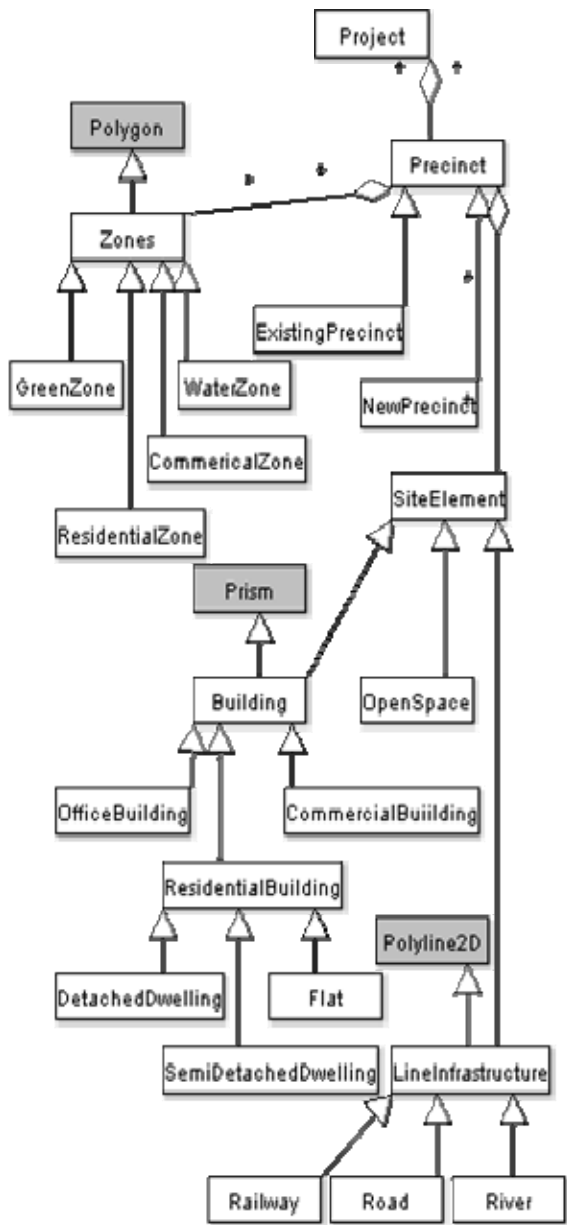 Project
Polygon
Precinct
Zones
ExistingPrecinct
GreenZone
WaterZone
NewPrecinct
CommericalZone
SiteElement
ResidentialZone
Prism
Building
OpenSpace
OfficeBuilding
CommercialBuiilding
ResidentialBuilding
Polyline2D
DetachedDwelling
Flat
SemiDetachedDwelling
LineInfrastructure
Railway
Road
River